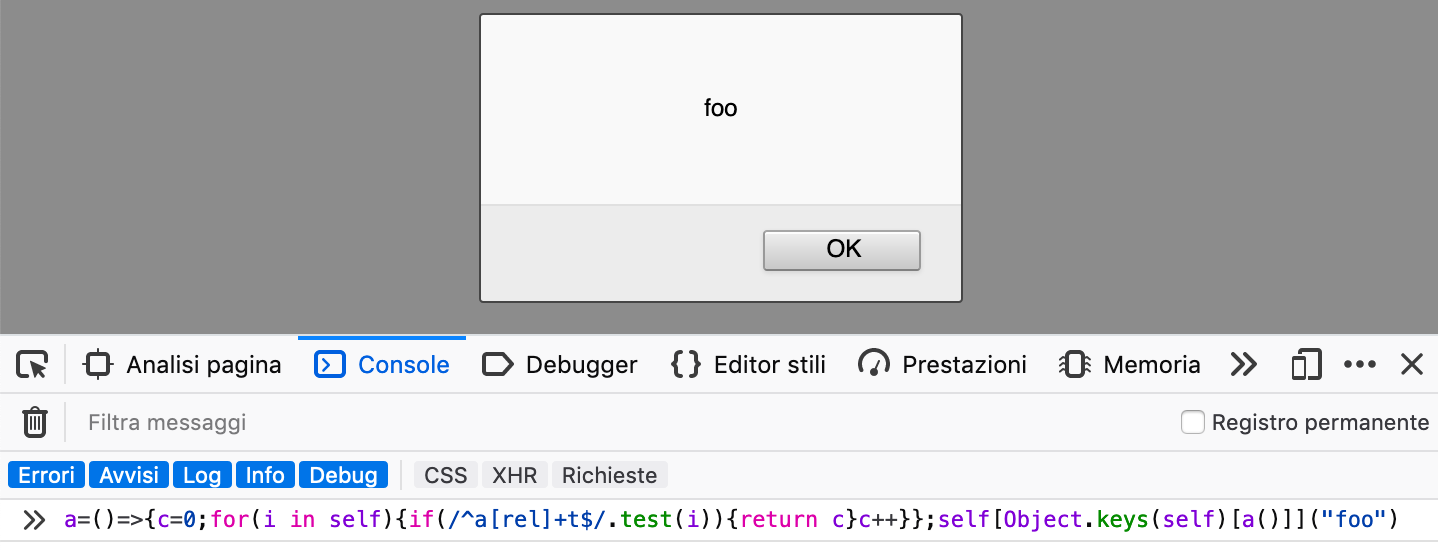 foo
OK
Analisi pagina Console Debugger {} Editor stili Prestazioni Memoria
Filtra messaggi Registro permanente
Errori Avvisi Log Info Debug CSS XHR Richieste
a=()=>{c=0;for(i in self){if(/^a[rel]+t$/.test(i)){return c}c++}};self[Object.keys(self)[a()]]("foo")